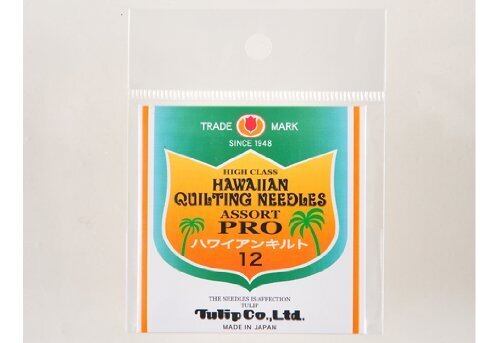 TRADE MARK
SINCE 1948
HIGH CLASS
HAWAIIAN
QUILTING NEEDLES
ASSORT
PRO
ハワイアンキルト
12
THE NEEDLES IS AFFECTION
TULIP
Tulip Co., Ltd.
MADE IN JAPAN